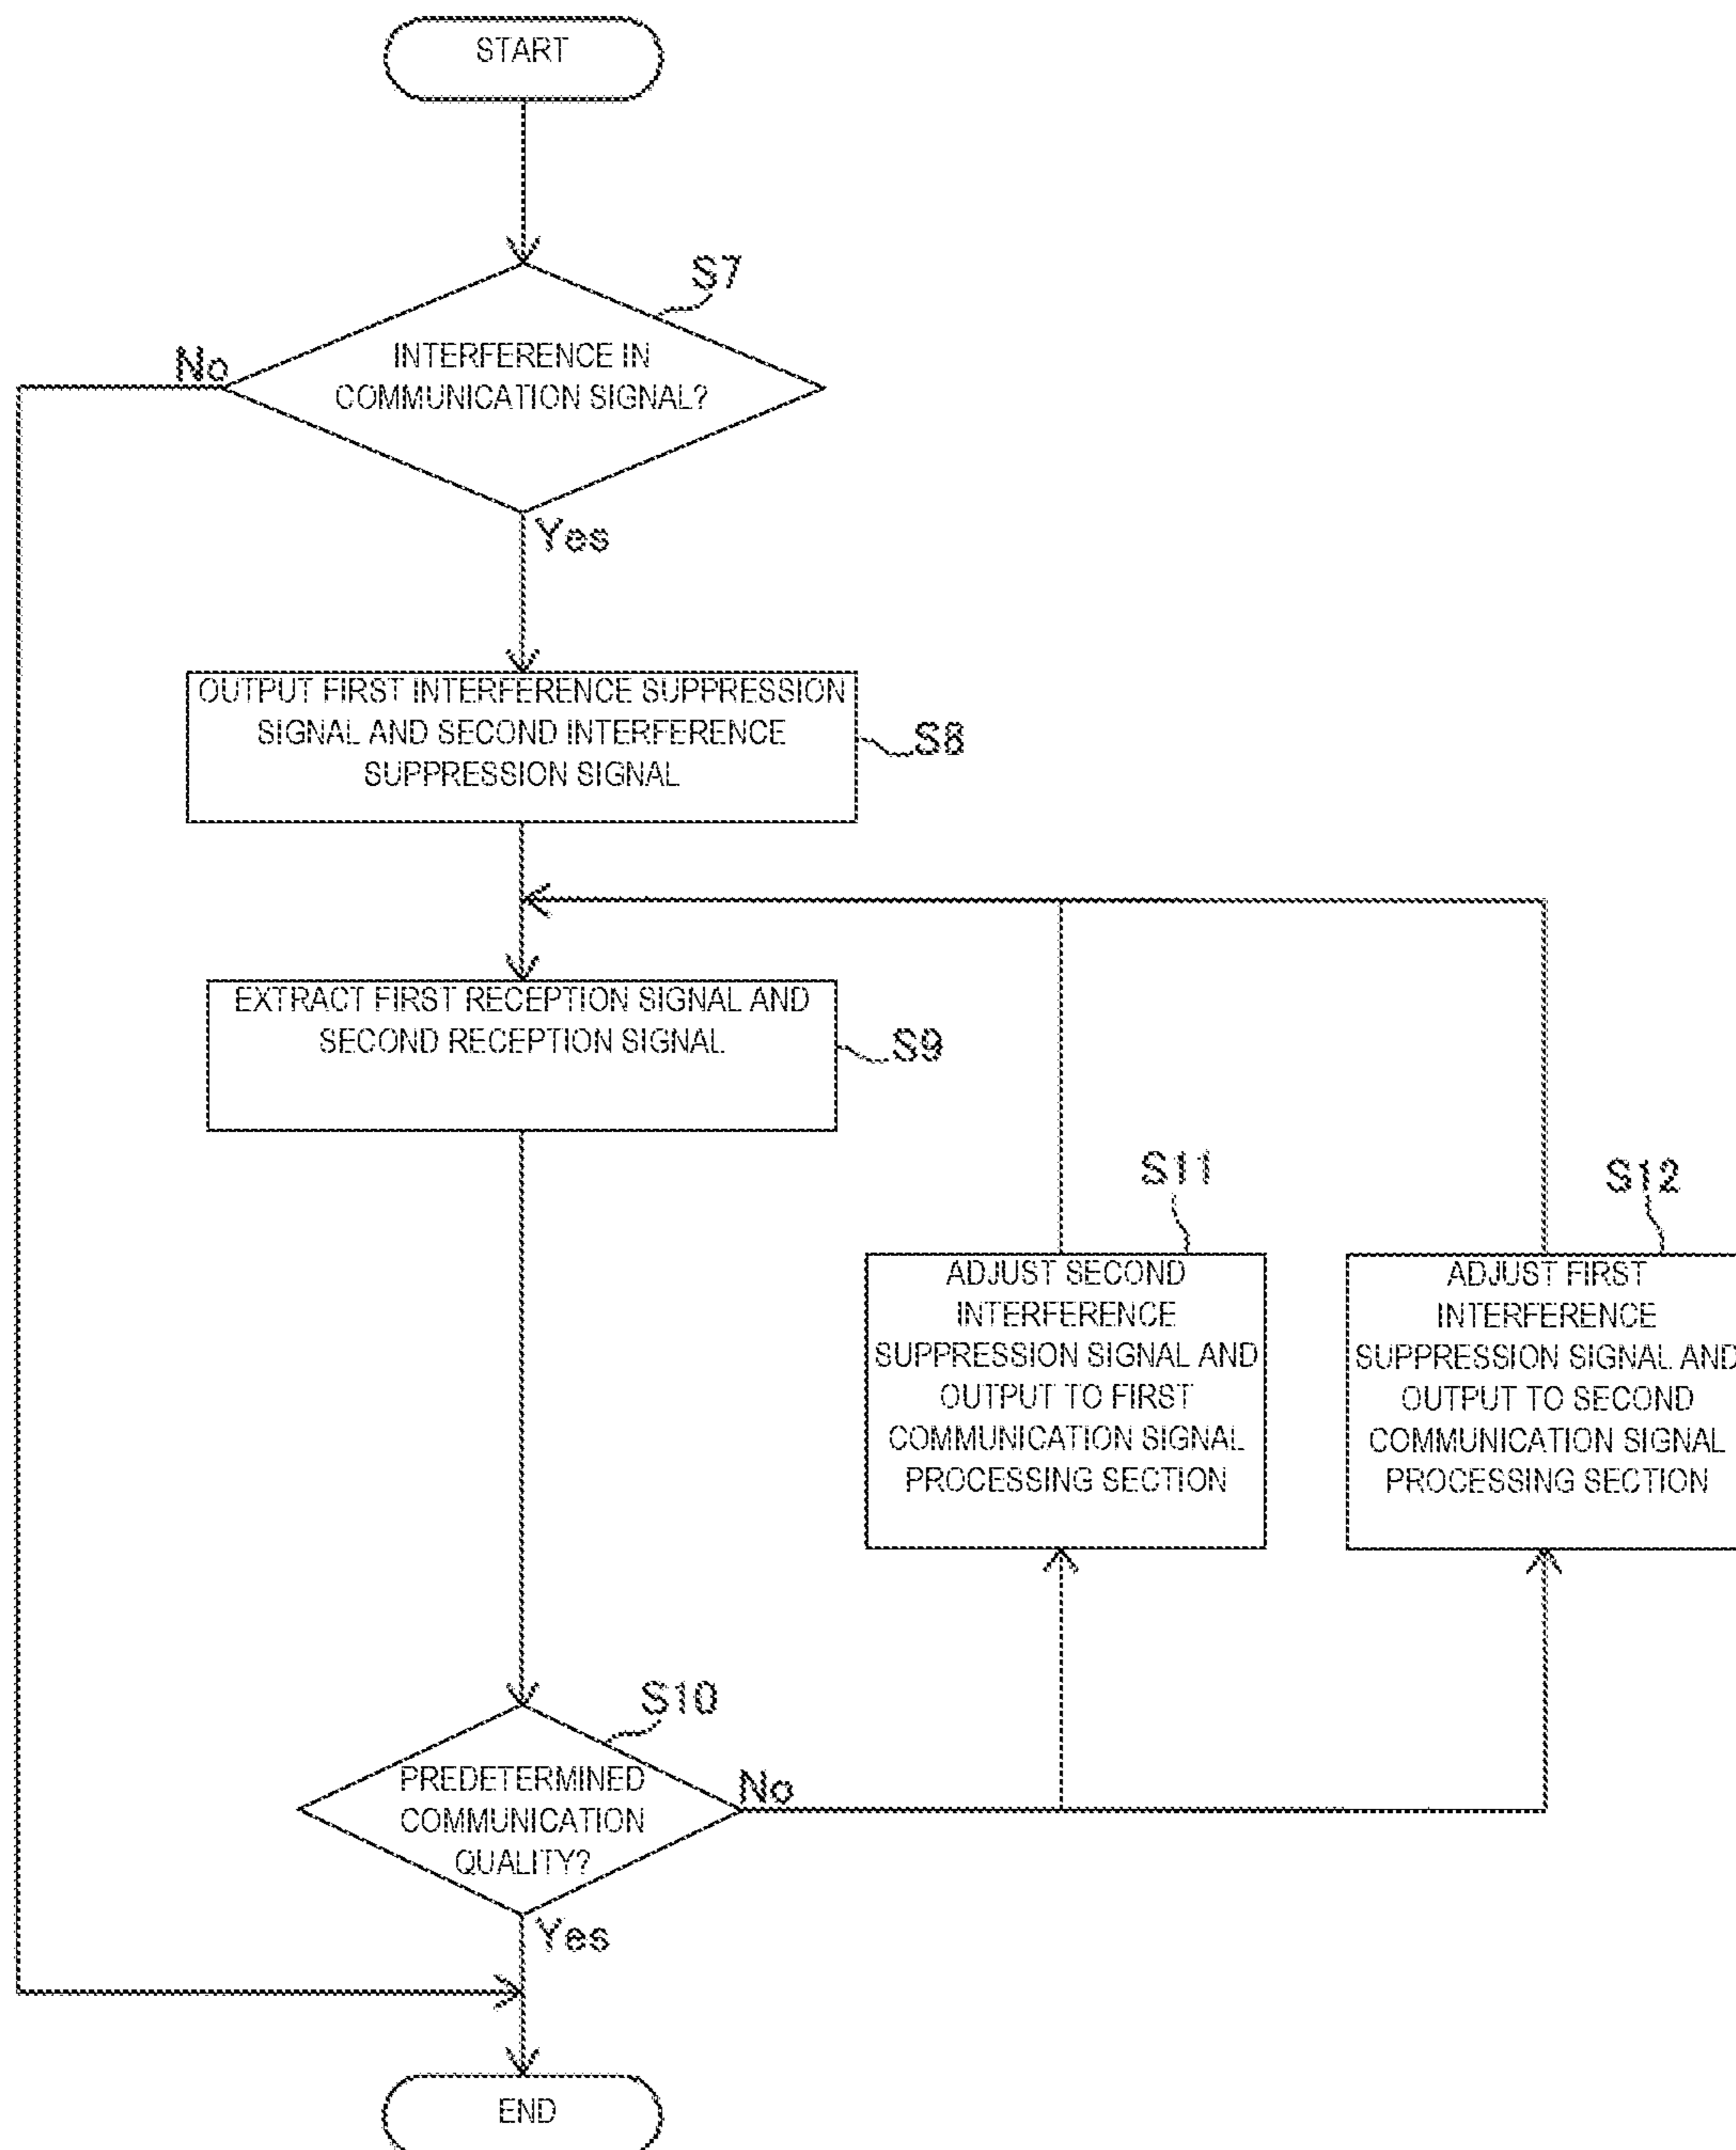 START
S7
INTERFERENCE IN
COMMUNICATION SIGNAL?
No
Yes
OUTPUT FIRST INTERFERENCE SUPPRESSION
SIGNAL AND SECOND INTERFERENCE
SUPPRESSION SIGNAL
S8
EXTRACT FIRST RECEPTION SIGNAL AND
SECOND RECEPTION SIGNAL
S9
S11
ADJUST SECOND
INTERFERENCE
SUPPRESSION SIGNAL AND
OUTPUT TO FIRST
COMMUNICATION SIGNAL
PROCESSING SECTION
S12
ADJUST FIRST
INTERFERENCE
SUPPRESSION SIGNAL AND
OUTPUT TO SECOND
COMMUNICATION SIGNAL
PROCESSING SECTION
S10
PREDETERMINED
COMMUNICATION
QUALITY?
No
Yes
END